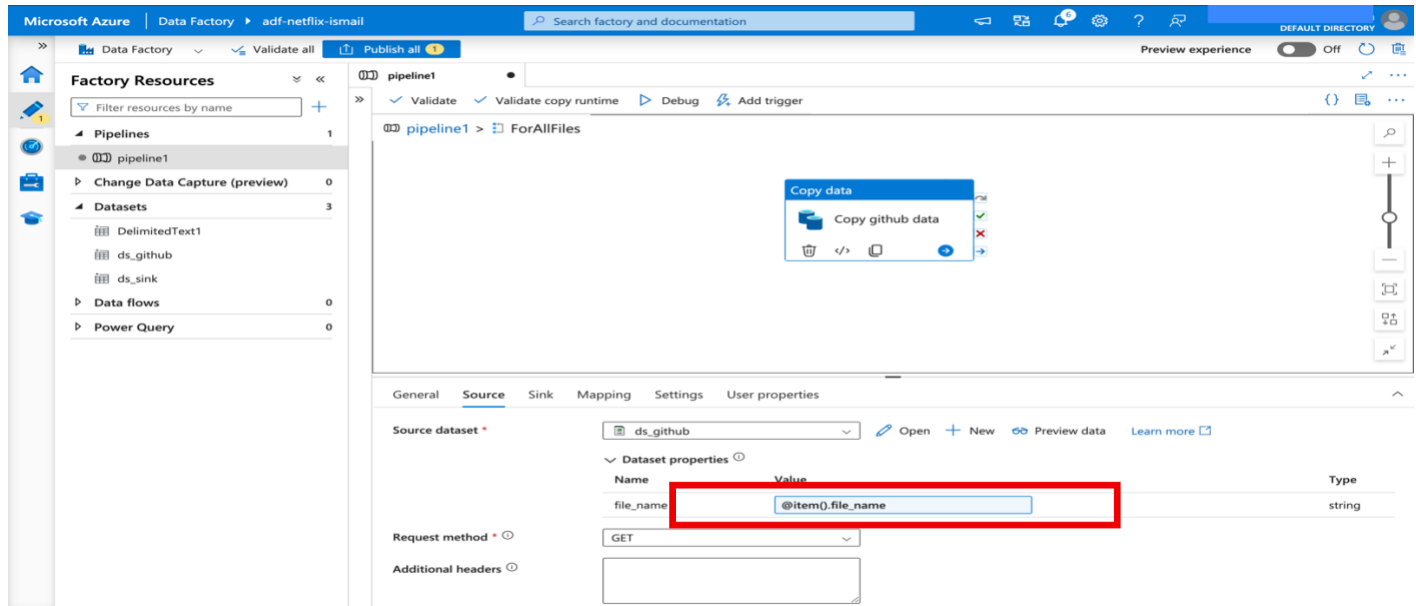 Microsoft Azure | Data Factory ▸ adf-netflix-ismail
Search factory and documentation
6
DEFAULT DIRECTORY
Data Factory
Validate all
Publish all 1
Preview experience
Off
Factory Resources
Filter resources by name
1
Pipelines 1
pipeline1
Change Data Capture (preview) 0
Datasets 3
DelimitedText1
ds_github
ds_sink
Data flows 0
Power Query 0
pipeline1
Validate Validate copy runtime Debug Add trigger
pipeline1 > ForAllFiles
Copy data
Copy github data
General Source Sink Mapping Settings User properties
Source dataset * ds_github Open New Preview data Learn more
Dataset properties
Name Value Type
file_name @item().file_name string
Request method * GET
Additional headers